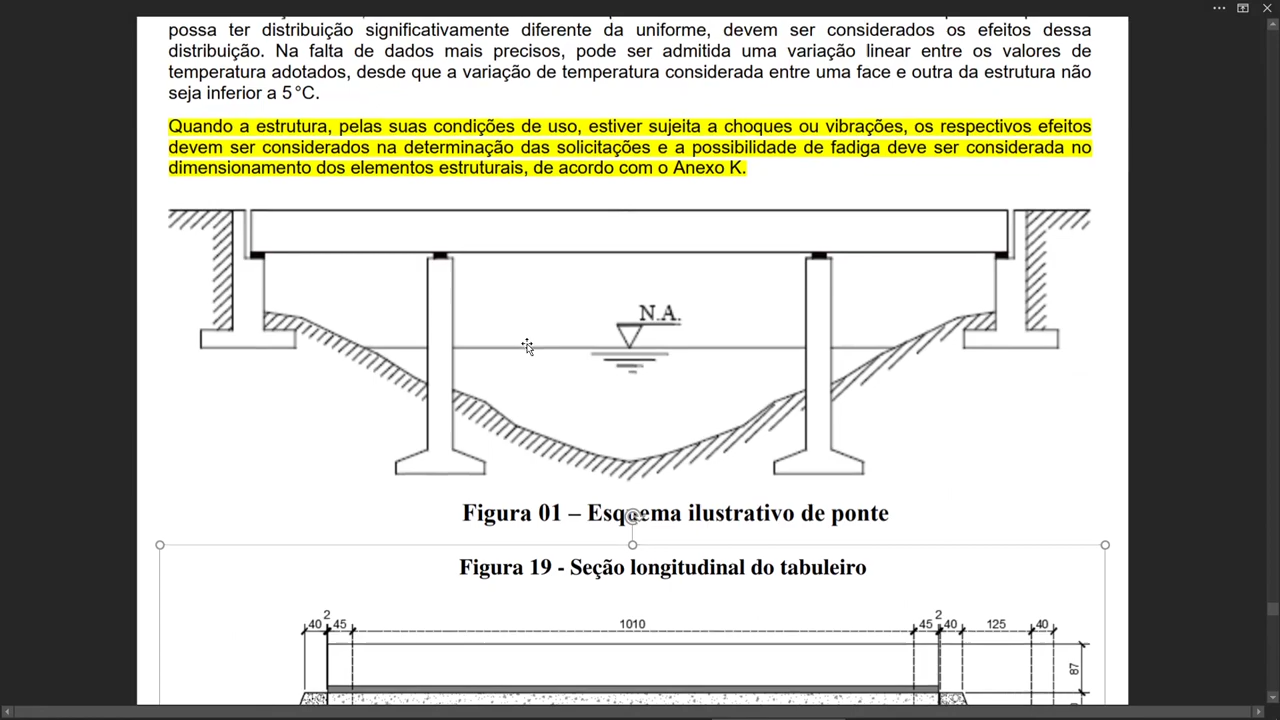 possa ter distribuição significativamente diferente da uniforme, devem ser considerados os efeitos dessa
distribuição. Na falta de dados mais precisos, pode ser admitida uma variação linear entre os valores de
temperatura adotados, desde que a variação de temperatura considerada entre uma face e outra da estrutura não
seja inferior a 5 °C.
Quando a estrutura, pelas suas condições de uso, estiver sujeita a choques ou vibrações, os respectivos efeitos
devem ser considerados na determinação das solicitações e a possibilidade de fadiga deve ser considerada no
dimensionamento dos elementos estruturais, de acordo com o Anexo K.
N.A.
Figura 01 – Esquema ilustrativo de ponte
Figura 19 - Seção longitudinal do tabuleiro
2 2
40 45 1010 45 40 125 40
87